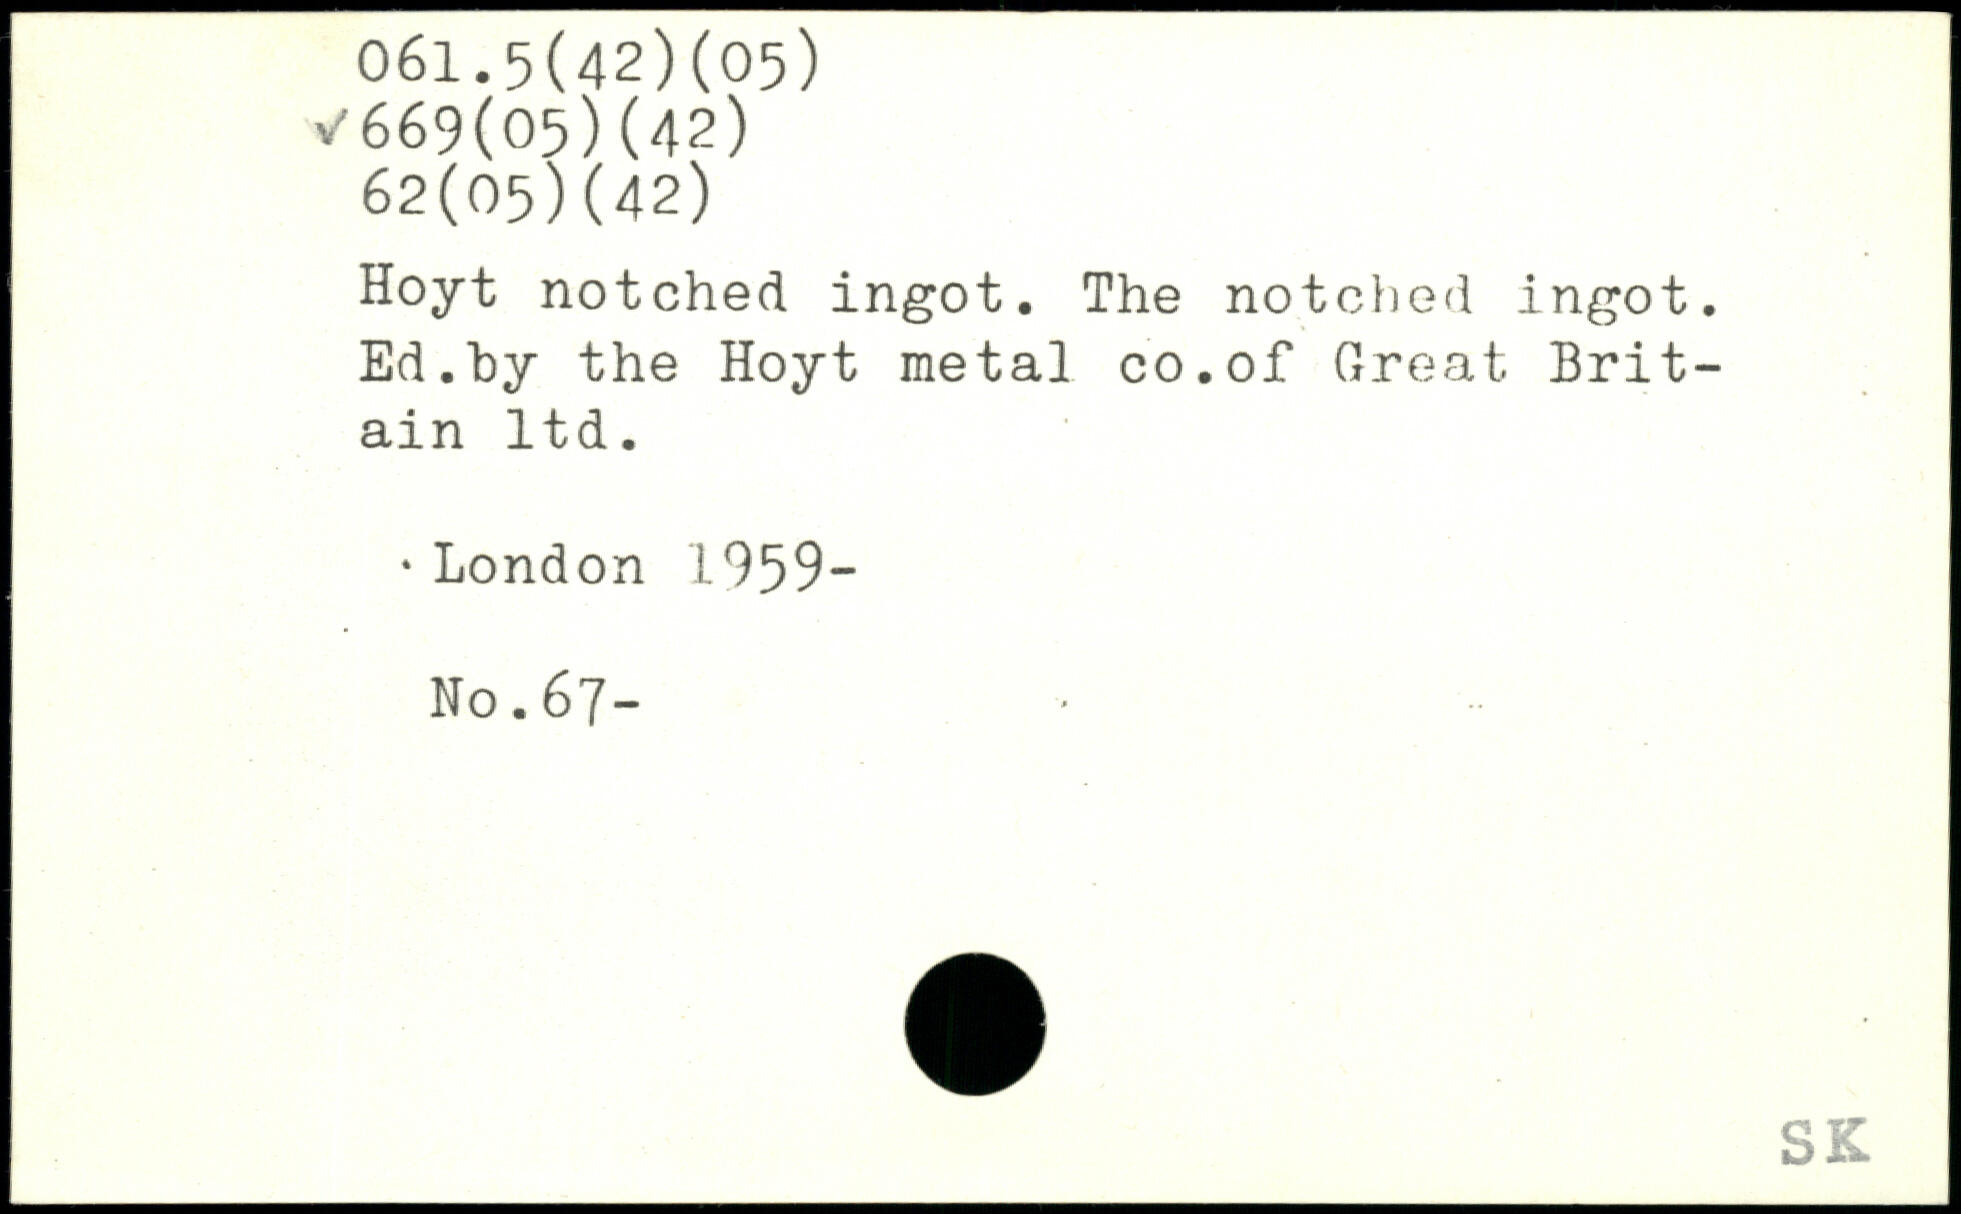 061.5(42)(05)
✓669(05)(42)
62(05)(42)
Hoyt notched ingot. The notched ingot.
Ed.by the Hoyt metal co.of Great Brit-
ain ltd.
London 1959-
No.67-
SK